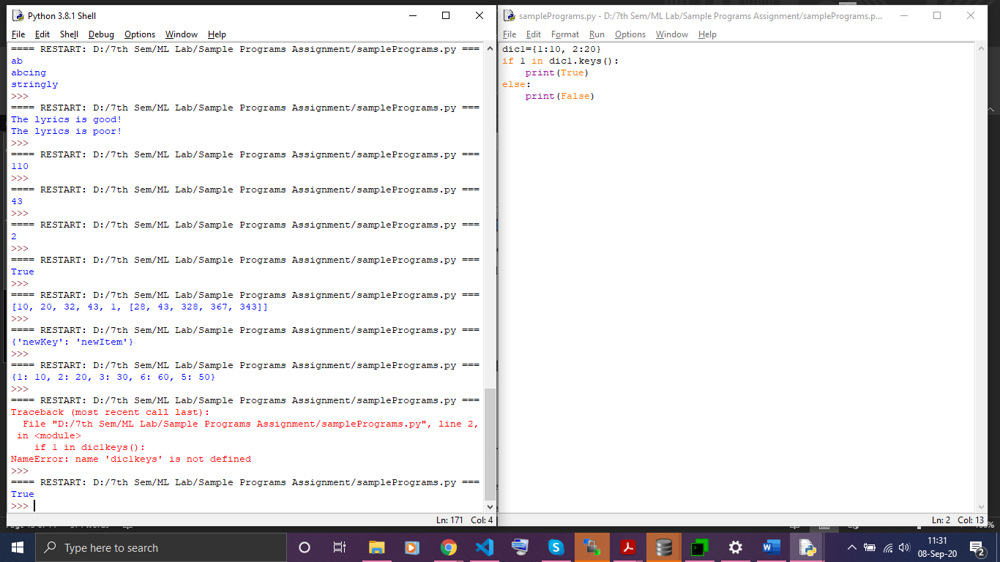 Python 3.8.1 Shell
File Edit Shell Debug Options Window Help
==== RESTART: D:/7th Sem/ML Lab/Sample Programs Assignment/samplePrograms.py ===
ab
abcing
stringly
>>>
==== RESTART: D:/7th Sem/ML Lab/Sample Programs Assignment/samplePrograms.py ===
The lyrics is good!
The lyrics is poor!
>>>
==== RESTART: D:/7th Sem/ML Lab/Sample Programs Assignment/samplePrograms.py ===
110
>>>
==== RESTART: D:/7th Sem/ML Lab/Sample Programs Assignment/samplePrograms.py ===
43
>>>
==== RESTART: D:/7th Sem/ML Lab/Sample Programs Assignment/samplePrograms.py ===
2
>>>
==== RESTART: D:/7th Sem/ML Lab/Sample Programs Assignment/samplePrograms.py ===
True
>>>
==== RESTART: D:/7th Sem/ML Lab/Sample Programs Assignment/samplePrograms.py ===
[10, 20, 32, 43, 1, [28, 43, 328, 367, 343]]
>>>
==== RESTART: D:/7th Sem/ML Lab/Sample Programs Assignment/samplePrograms.py ===
{'newKey': 'newItem'}
>>>
==== RESTART: D:/7th Sem/ML Lab/Sample Programs Assignment/samplePrograms.py ===
{1: 10, 2: 20, 3: 30, 6: 60, 5: 50}
>>>
==== RESTART: D:/7th Sem/ML Lab/Sample Programs Assignment/samplePrograms.py ===
Traceback (most recent call last):
File "D:/7th Sem/ML Lab/Sample Programs Assignment/samplePrograms.py", line 2,
in <module>
if 1 in dic1keys():
NameError: name 'dic1keys' is not defined
>>>
==== RESTART: D:/7th Sem/ML Lab/Sample Programs Assignment/samplePrograms.py ===
True
>>>
Ln: 171 Col: 4
samplePrograms.py - D:/7th Sem/ML Lab/Sample Programs Assignment/samplePrograms.p...
File Edit Format Run Options Window Help
dic1={1:10, 2:20}
if 1 in dic1.keys():
print(True)
else:
print(False)
Ln: 2 Col: 13
Type here to search
11:31
08-Sep-20
2